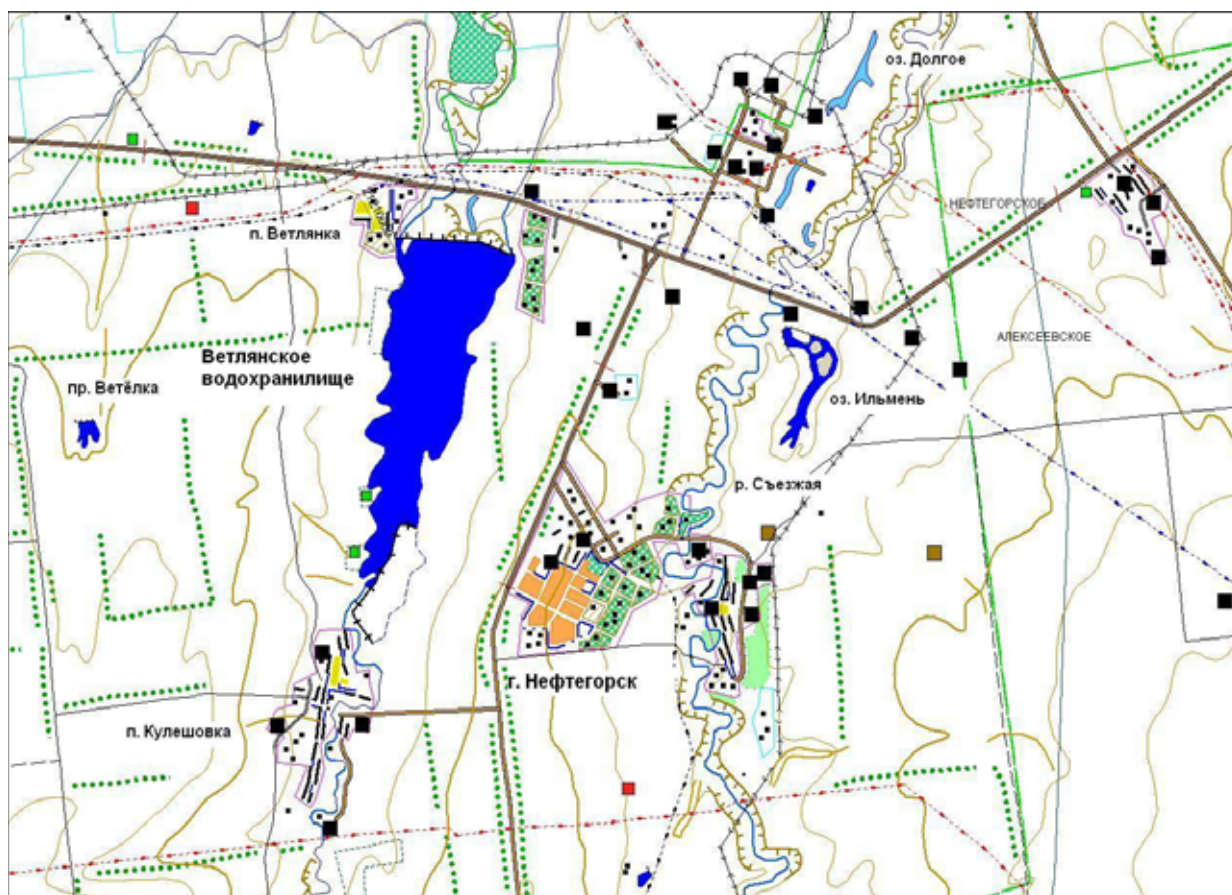 оз. Долгое
НЕФТЕГОРСКОЕ
п. Ветлянка
АЛЕКСЕЕВСКОЕ
Ветлянское
водохранилище
пр. Ветёлка
оз. Ильмень
р. Съезжая
г. Нефтегорск
п. Кулешовка